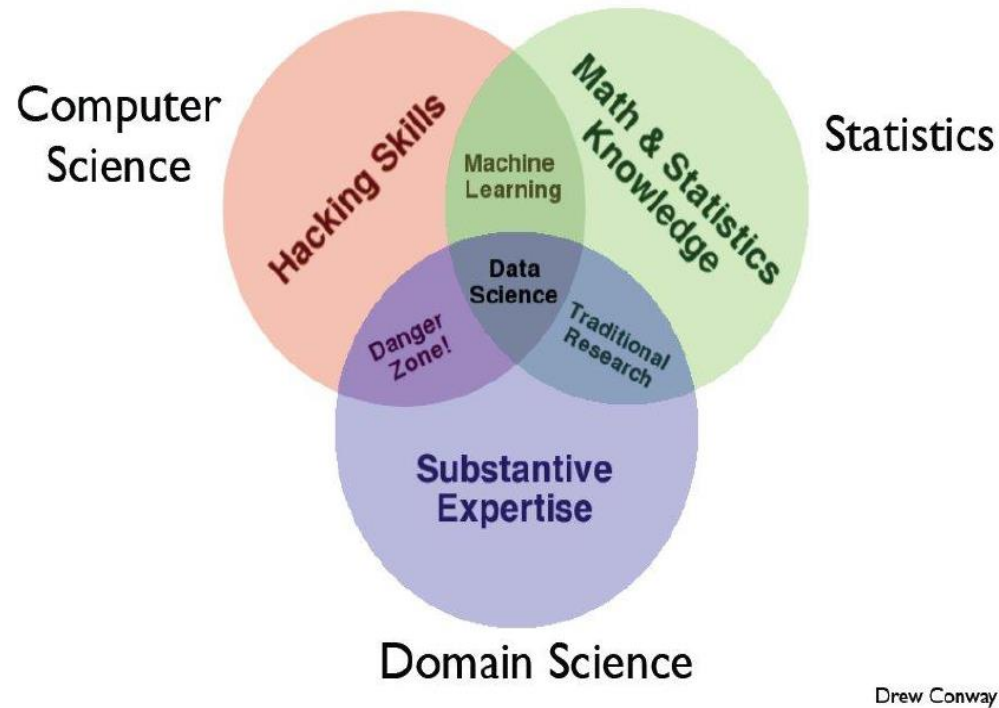 Computer
Science
Hacking Skills
Machine
Learning
Math & Statistics
Knowledge
Statistics
Data
Science
Danger
Zone!
Traditional
Research
Substantive
Expertise
Domain Science
Drew Conway